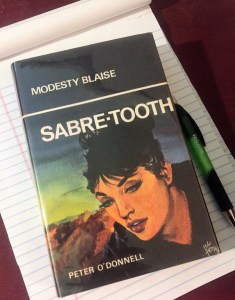 MODESTY BLAISE
SABRE-TOOTH
PETER O'DONNELL